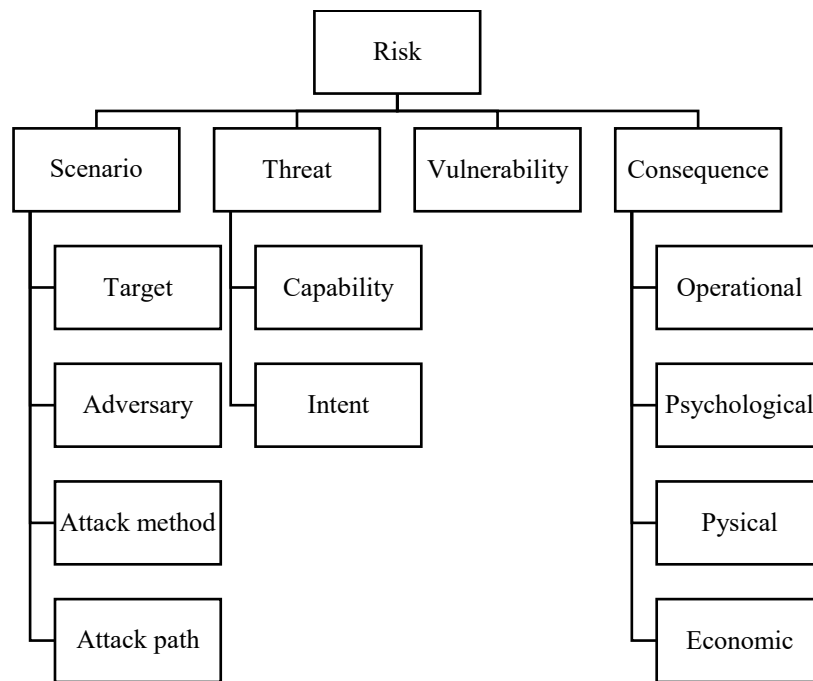 Risk
Scenario
Threat
Vulnerability
Consequence
Target
Capability
Operational
Adversary
Intent
Psychological
Attack method
Pysical
Attack path
Economic